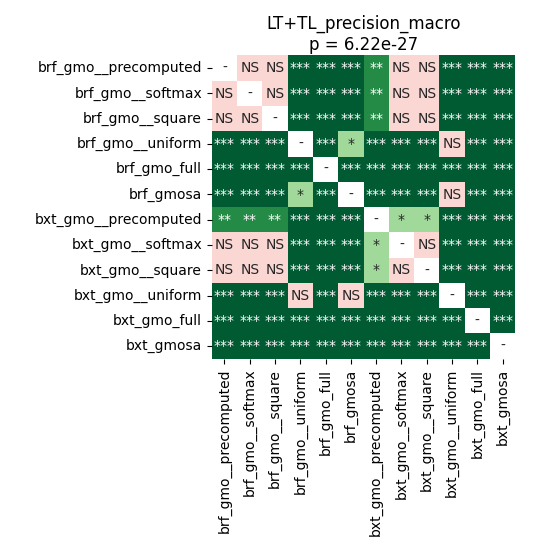 LT+TL_precision_macro
p = 6.22e-27
brf_gmo__precomputed - NS NS *** *** *** ** NS NS *** *** ***
brf_gmo__softmax NS - NS *** *** *** ** NS NS *** *** ***
brf_gmo__square NS NS - *** *** *** ** NS NS *** *** ***
brf_gmo__uniform *** *** *** - *** * *** *** *** NS *** ***
brf_gmo_full *** *** *** *** - *** *** *** *** *** *** ***
brf_gmosa *** *** *** * *** - *** *** *** NS *** ***
bxt_gmo__precomputed ** ** ** *** *** *** - * * *** *** ***
bxt_gmo__softmax NS NS NS *** *** *** * - NS *** *** ***
bxt_gmo__square NS NS NS *** *** *** * NS - *** *** ***
bxt_gmo__uniform *** *** *** NS *** NS *** *** *** - *** ***
bxt_gmo_full *** *** *** *** *** *** *** *** *** *** - ***
bxt_gmosa *** *** *** *** *** *** *** *** *** *** *** -
brf_gmo__precomputed
brf_gmo__softmax
brf_gmo__square
brf_gmo__uniform
brf_gmo_full
brf_gmosa
bxt_gmo__precomputed
bxt_gmo__softmax
bxt_gmo__square
bxt_gmo__uniform
bxt_gmo_full
bxt_gmosa